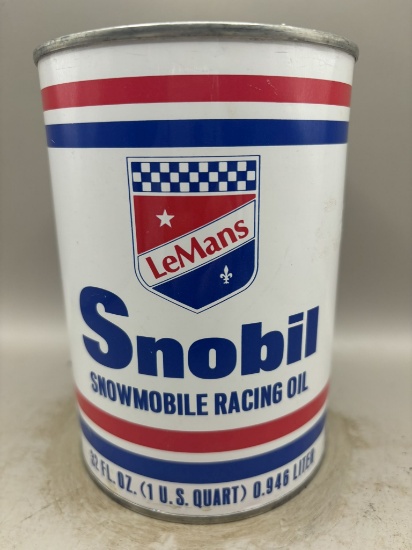 LeMans
Snobil
SNOWMOBILE RACING OIL
32 FL. OZ. (1 U.S. QUART) 0.946 LITER